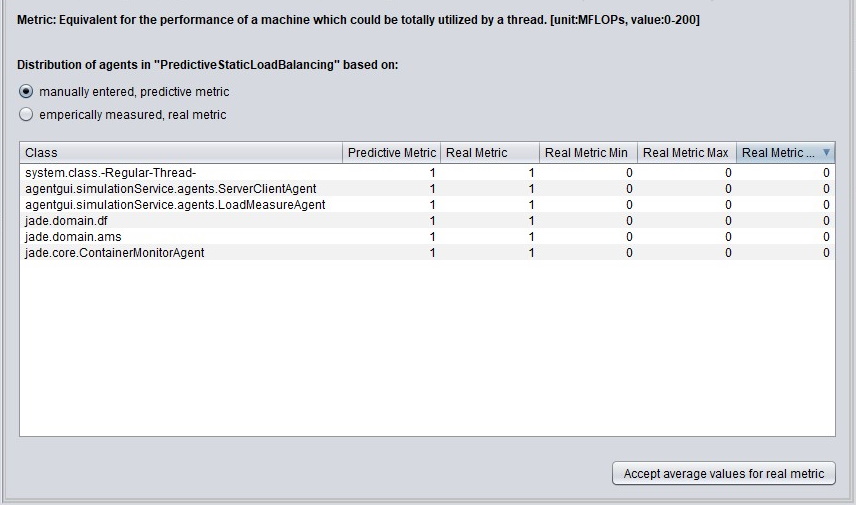 Metric: Equivalent for the performance of a machine which could be totally utilized by a thread. [unit:MFLOPs, value:0-200]
Distribution of agents in "PredictiveStaticLoadBalancing" based on:
manually entered, predictive metric
emperically measured, real metric
Class Predictive Metric Real Metric Real Metric Min Real Metric Max Real Metric ...
system.class.-Regular-Thread- 1 1 0 0 0
agentgui.simulationService.agents.ServerClientAgent 1 1 0 0 0
agentgui.simulationService.agents.LoadMeasureAgent 1 1 0 0 0
jade.domain.df 1 1 0 0 0
jade.domain.ams 1 1 0 0 0
jade.core.ContainerMonitorAgent 1 1 0 0 0
Accept average values for real metric